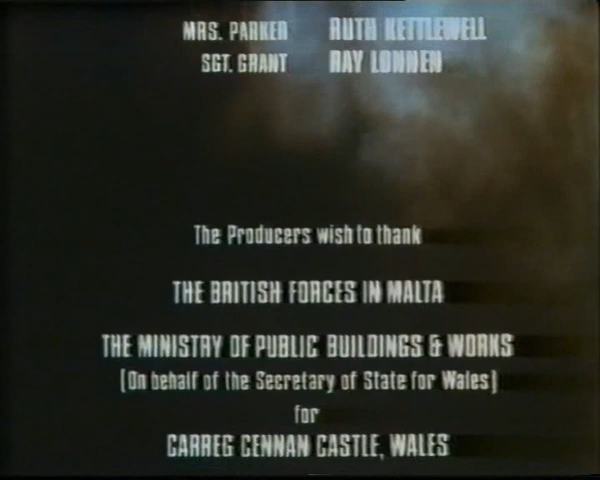 MRS. PARKER RUTH KETTLEWELL
SGT. GRANT RAY LONNEN
The Producers wish to thank
THE BRITISH FORCES IN MALTA
THE MINISTRY OF PUBLIC BUILDINGS & WORKS
(On behalf of the Secretary of State for Wales)
for
CARREG CENNAN CASTLE, WALES